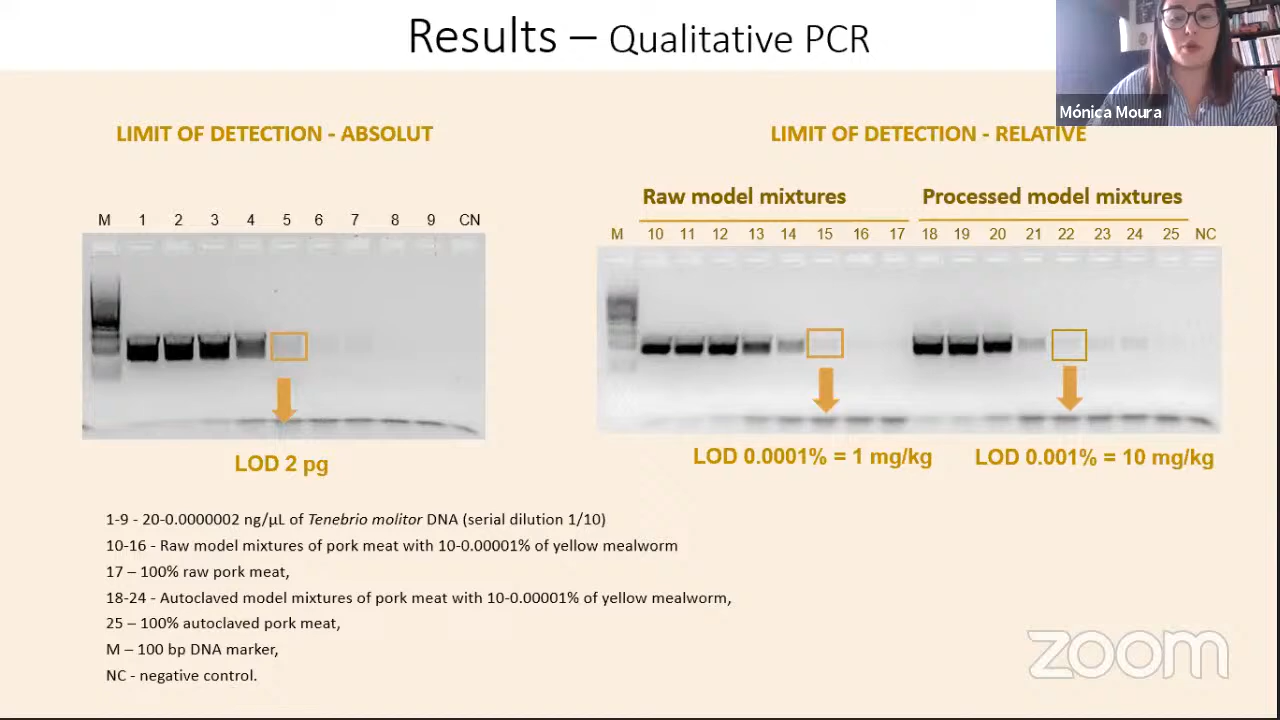 Results – Qualitative PCR
Mónica Moura
LIMIT OF DETECTION - ABSOLUT
LIMIT OF DETECTION - RELATIVE
Raw model mixtures
Processed model mixtures
M 1 2 3 4 5 6 7 8 9 CN
M 10 11 12 13 14 15 16 17 18 19 20 21 22 23 24 25 NC
LOD 2 pg
LOD 0.0001% = 1 mg/kg
LOD 0.001% = 10 mg/kg
1-9 - 20-0.0000002 ng/µL of Tenebrio molitor DNA (serial dilution 1/10)
10-16 - Raw model mixtures of pork meat with 10-0.00001% of yellow mealworm
17 – 100% raw pork meat,
18-24 - Autoclaved model mixtures of pork meat with 10-0.00001% of yellow mealworm,
25 – 100% autoclaved pork meat,
M – 100 bp DNA marker,
NC - negative control.
zoom